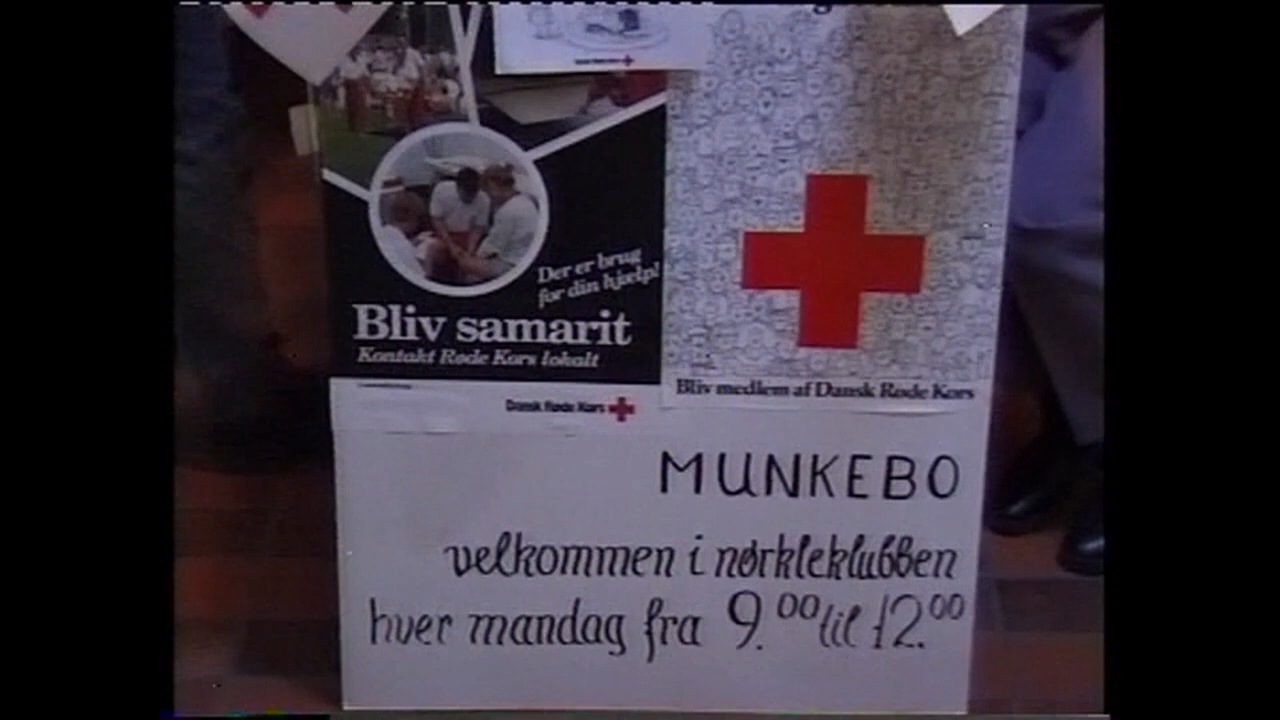 Der er brug
for din hjælp!
Bliv samarit
Kontakt Røde Kors lokalt
Dansk Røde Kors
Bliv medlem af Dansk Røde Kors
MUNKEBO
velkommen i nørkleklubben
hver mandag fra 9.00 til 12.00